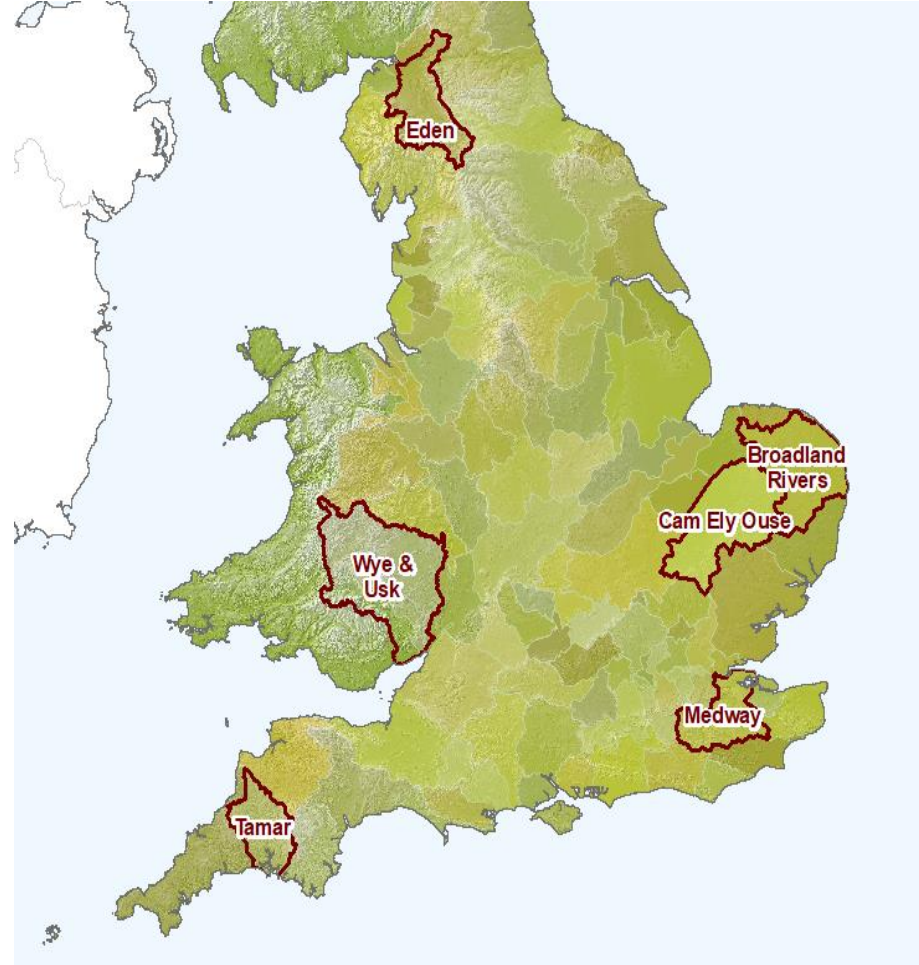 Eden
Broadland
Rivers
Cam Ely Ouse
Wye &
Usk
Medway
Tamar